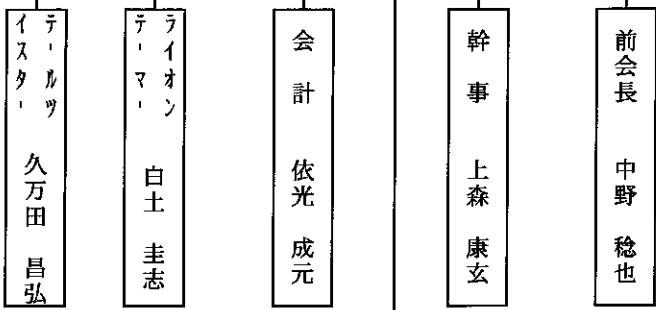 前会長　中野　稔也
幹事　上森　康玄
会計　依光　成元
ライオン
テーマー　白土　圭志
テールツ
イスター　久万田　昌弘